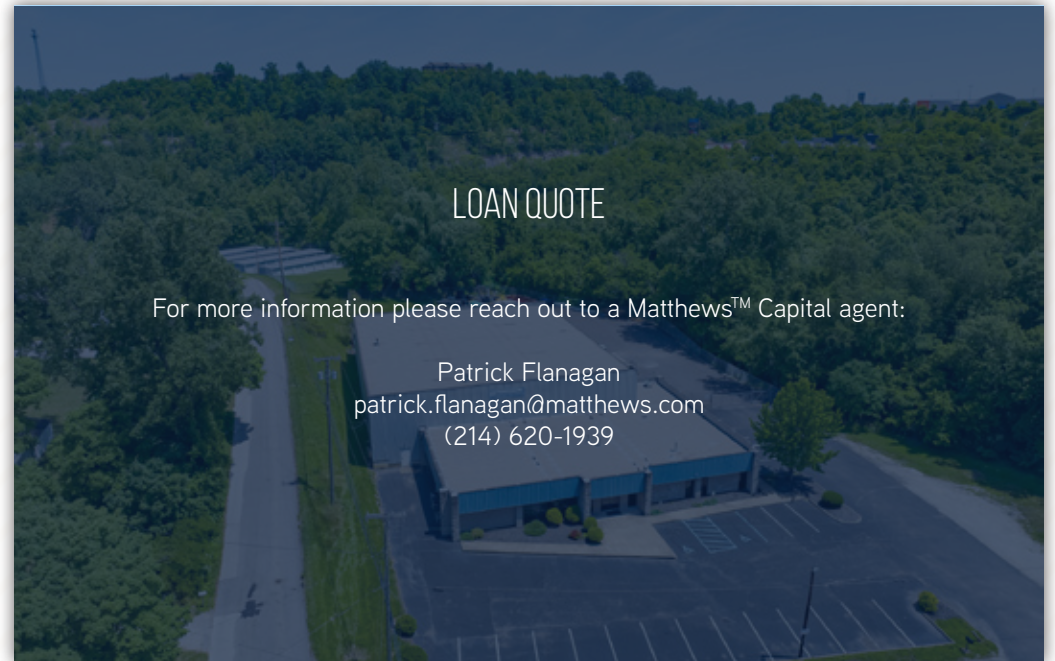 LOAN QUOTE
For more information please reach out to a Matthews™ Capital agent:
Patrick Flanagan
patrick.flanagan@matthews.com
(214) 620-1939